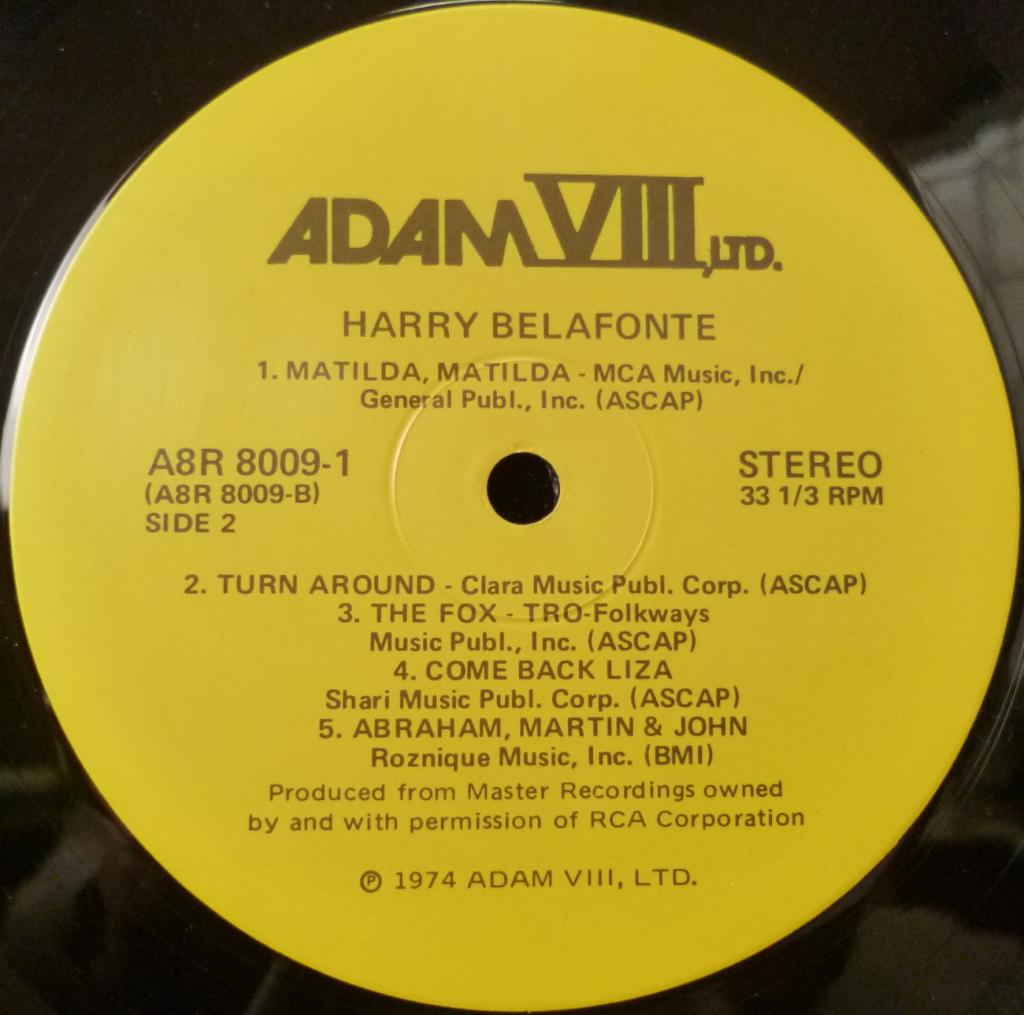 ADAM VIII, LTD.
HARRY BELAFONTE
1. MATILDA, MATILDA - MCA Music, Inc./
General Publ., Inc. (ASCAP)
A8R 8009-1
(A8R 8009-B)
SIDE 2
STEREO
33 1/3 RPM
2. TURN AROUND - Clara Music Publ. Corp. (ASCAP)
3. THE FOX - TRO-Folkways
Music Publ., Inc. (ASCAP)
4. COME BACK LIZA
Shari Music Publ. Corp. (ASCAP)
5. ABRAHAM, MARTIN & JOHN
Roznique Music, Inc. (BMI)
Produced from Master Recordings owned
by and with permission of RCA Corporation
℗ 1974 ADAM VIII, LTD.